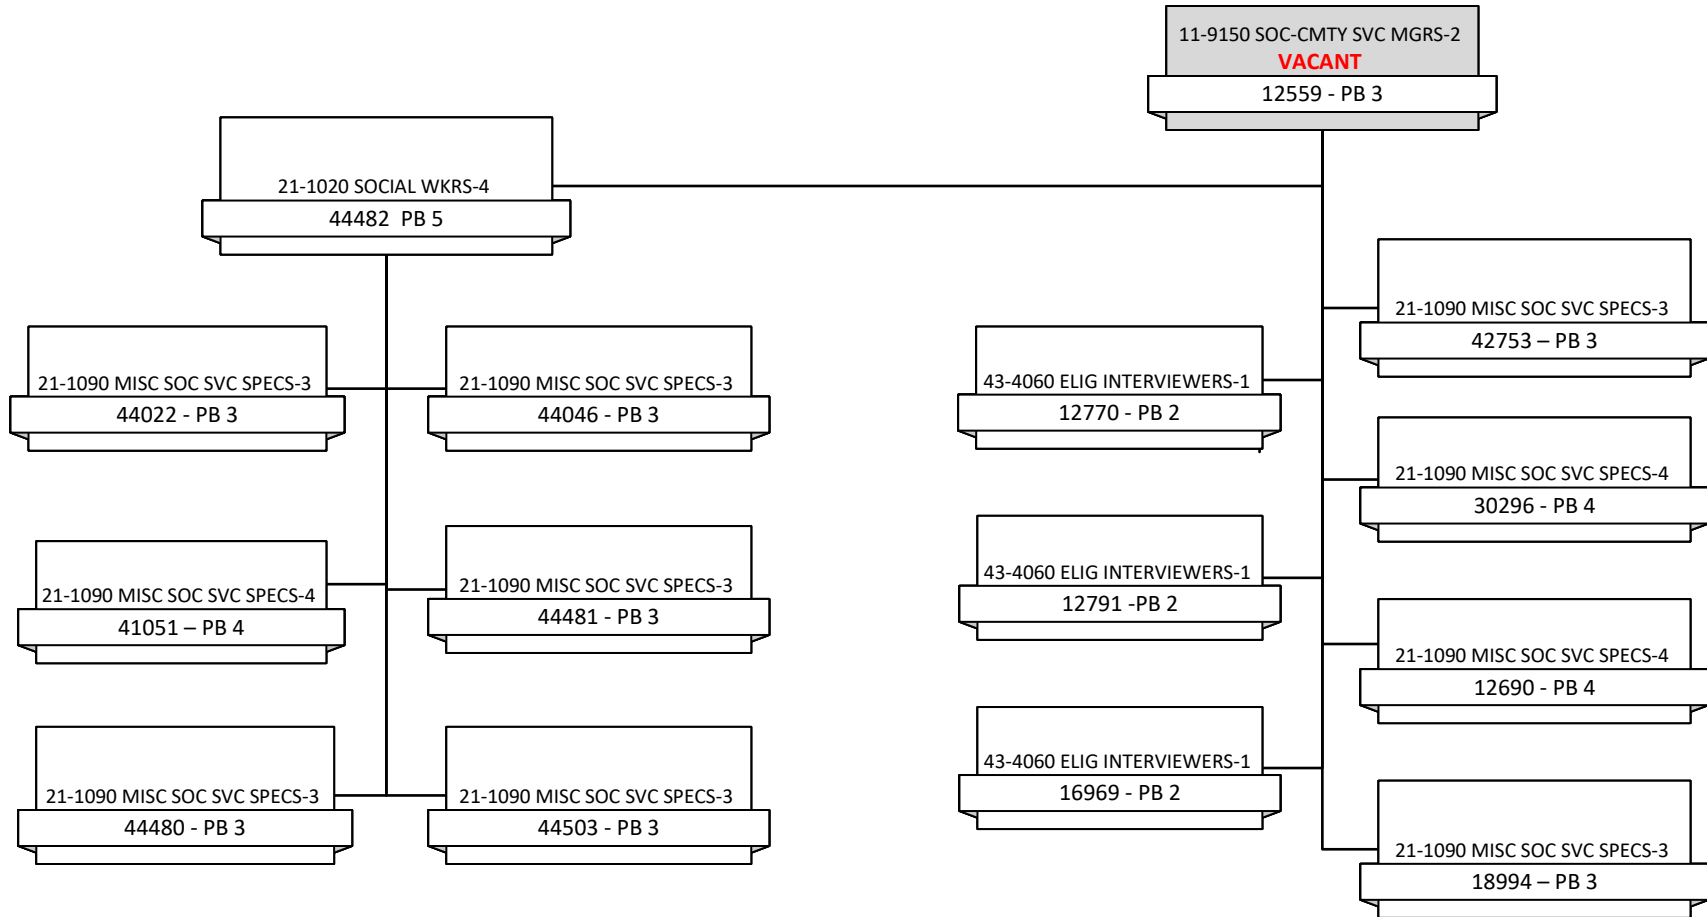 11-9150 SOC-CMTY SVC MGRS-2
VACANT
12559 - PB 3
21-1020 SOCIAL WKRS-4
44482  PB 5
21-1090 MISC SOC SVC SPECS-3
44022 - PB 3
21-1090 MISC SOC SVC SPECS-3
44046 - PB 3
21-1090 MISC SOC SVC SPECS-4
41051 – PB 4
21-1090 MISC SOC SVC SPECS-3
44481 - PB 3
21-1090 MISC SOC SVC SPECS-3
44480 - PB 3
21-1090 MISC SOC SVC SPECS-3
44503 - PB 3
43-4060 ELIG INTERVIEWERS-1
12770 - PB 2
43-4060 ELIG INTERVIEWERS-1
12791 -PB 2
43-4060 ELIG INTERVIEWERS-1
16969 - PB 2
21-1090 MISC SOC SVC SPECS-3
42753 – PB 3
21-1090 MISC SOC SVC SPECS-4
30296 - PB 4
21-1090 MISC SOC SVC SPECS-4
12690 - PB 4
21-1090 MISC SOC SVC SPECS-3
18994 – PB 3